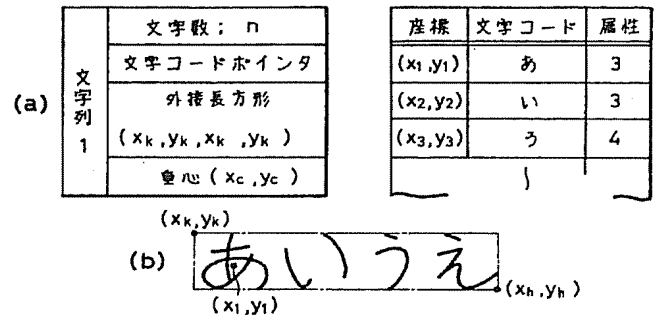 (a)
文字列1
文字数; n
文字コードポインタ
外接長方形
(xk,yk,xk,yk)
重心(xc,yc)
座標 文字コード 属性
(x1,y1) あ 3
(x2,y2) い 3
(x3,y3) う 4
(xk,yk)
(b)
あいうえ
(x1,y1)
(xh,yh)